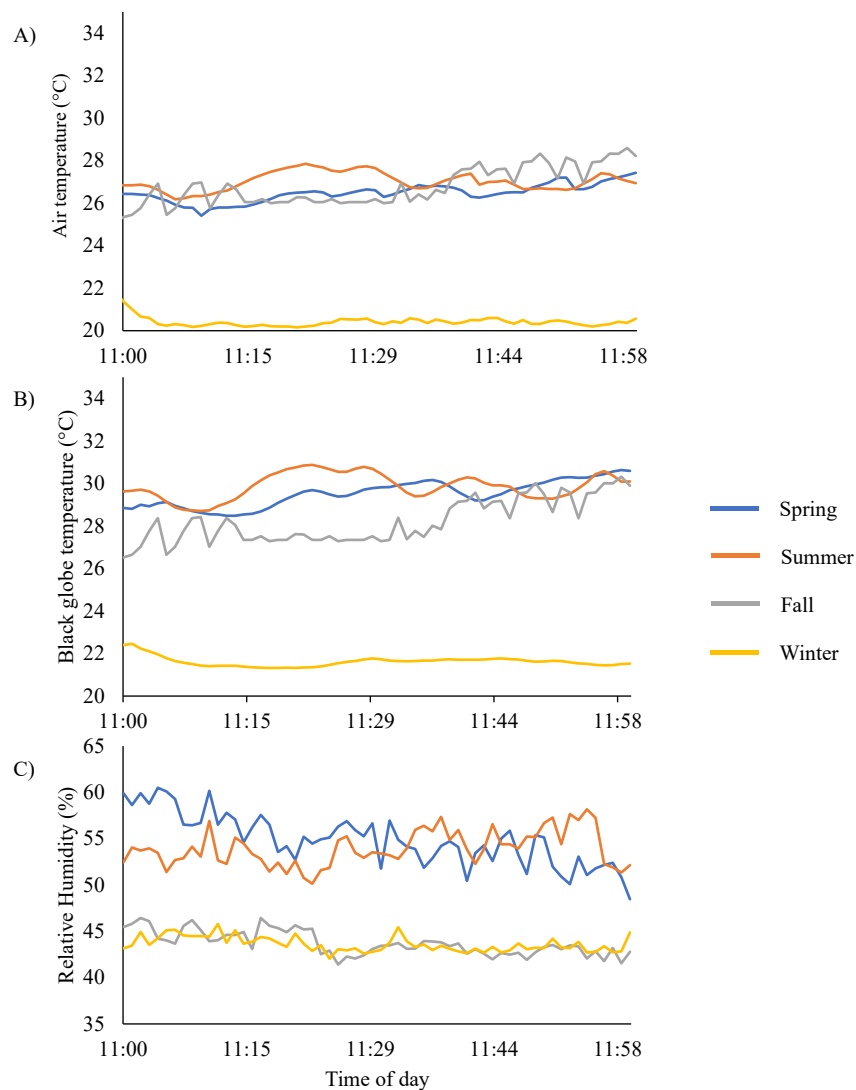 A)
Air temperature (°C)
34
32
30
28
26
24
22
20
11:00 11:15 11:29 11:44 11:58
B)
Black globe temperature (°C)
34
32
30
28
26
24
22
20
11:00 11:15 11:29 11:44 11:58
Spring
Summer
Fall
Winter
C)
Relative Humidity (%)
65
60
55
50
45
40
35
11:00 11:15 11:29 11:44 11:58
Time of day